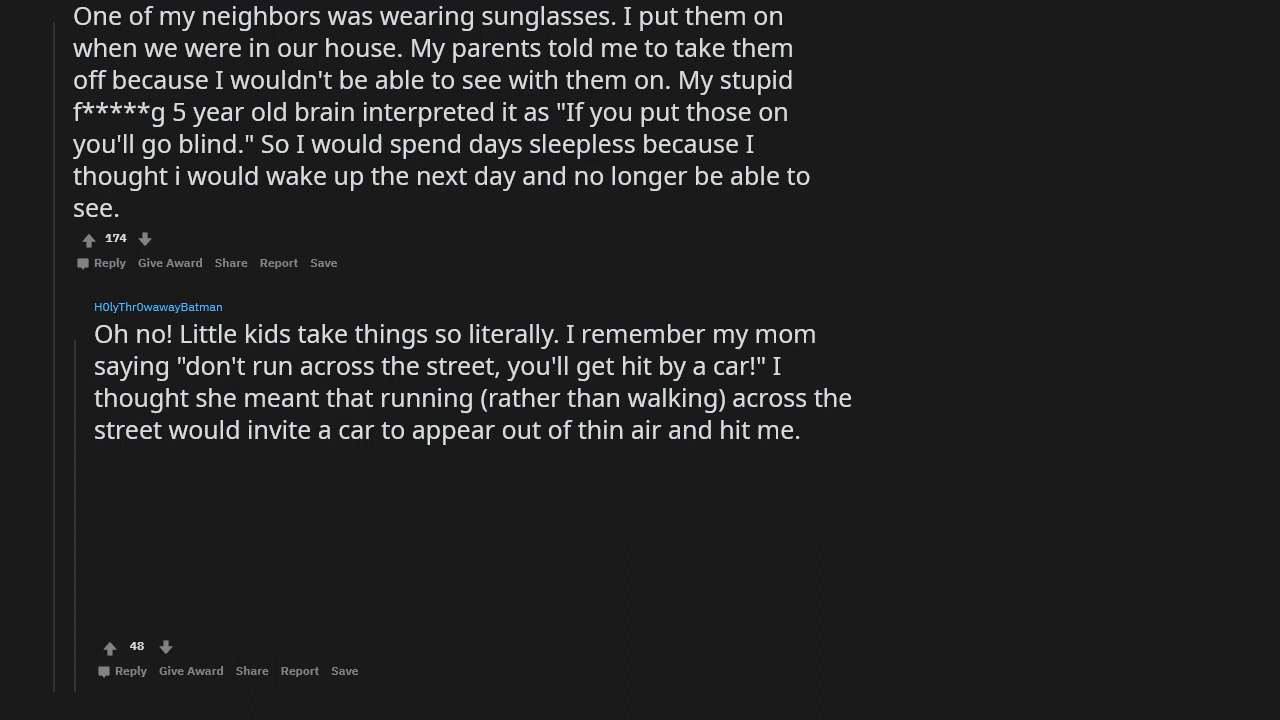 One of my neighbors was wearing sunglasses. I put them on
when we were in our house. My parents told me to take them
off because I wouldn't be able to see with them on. My stupid
f*****g 5 year old brain interpreted it as "If you put those on
you'll go blind." So I would spend days sleepless because I
thought i would wake up the next day and no longer be able to
see.
174
Reply Give Award Share Report Save
H0lyThr0wawayBatman
Oh no! Little kids take things so literally. I remember my mom
saying "don't run across the street, you'll get hit by a car!" I
thought she meant that running (rather than walking) across the
street would invite a car to appear out of thin air and hit me.
48
Reply Give Award Share Report Save